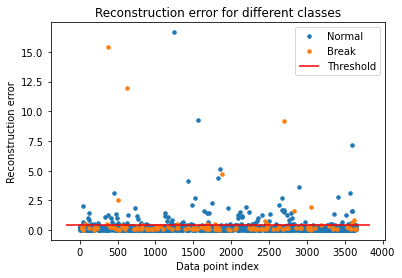 Reconstruction error for different classes
Normal
Break
Threshold
Reconstruction error
15.0
12.5
10.0
7.5
5.0
2.5
0.0
0
500
1000
1500
2000
2500
3000
3500
4000
Data point index